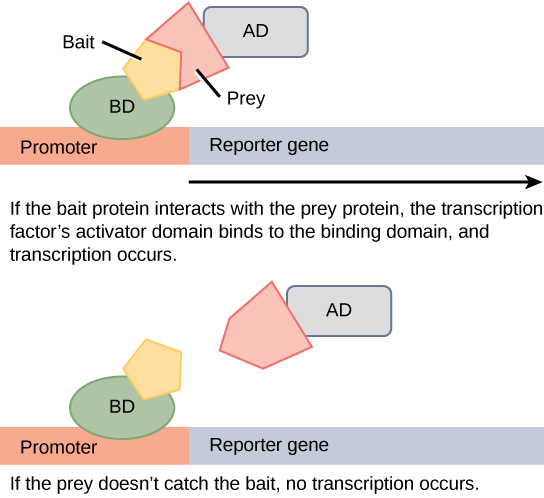 AD
Bait
Prey
BD
Promoter
Reporter gene
If the bait protein interacts with the prey protein, the transcription
factor’s activator domain binds to the binding domain, and
transcription occurs.
AD
BD
Promoter
Reporter gene
If the prey doesn’t catch the bait, no transcription occurs.